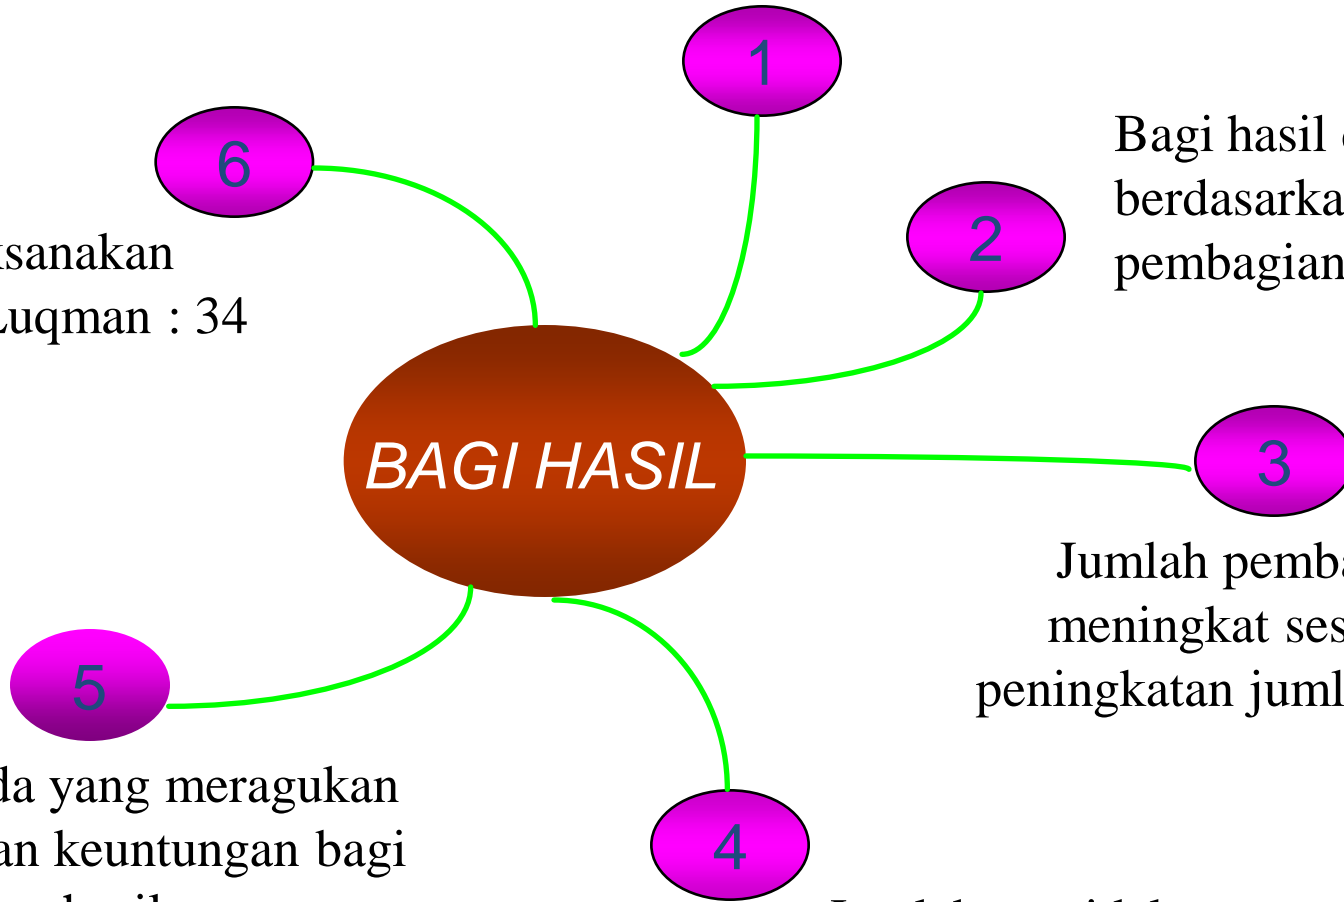 1
6
2
Bagi hasil
berdasarka
pembagian
ksanakan
Luqman : 34
BAGI HASIL
3
Jumlah pemba
meningkat ses
peningkatan juml
5
da yang meragukan
an keuntungan bagi
4